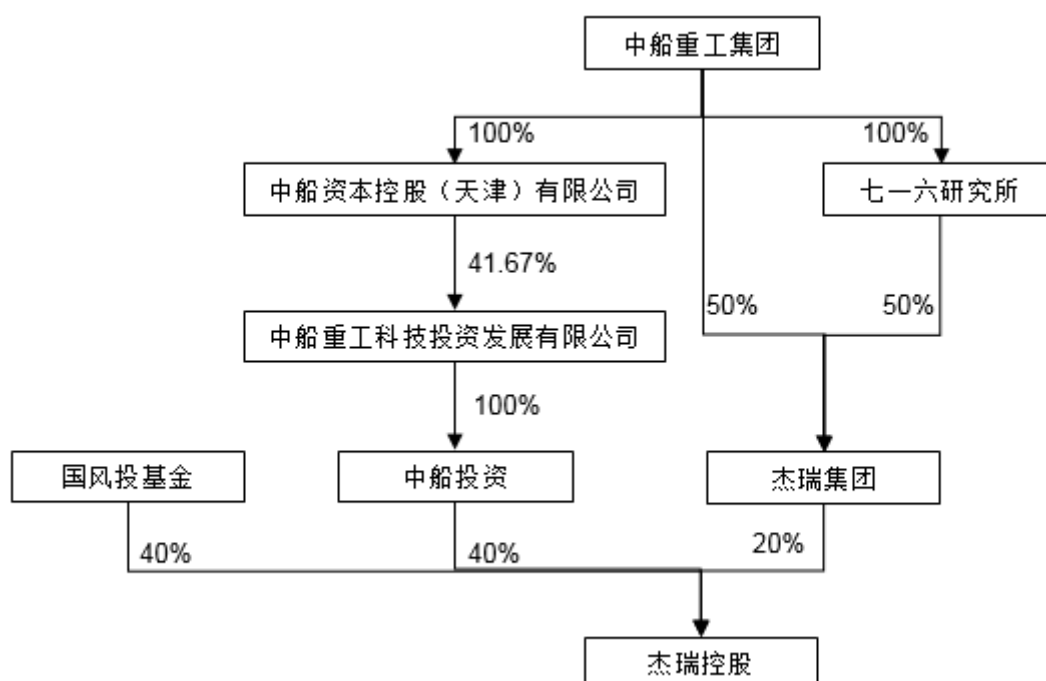 中船重工集团
100%
100%
中船资本控股（天津）有限公司
七一六研究所
41.67%
50%
50%
中船重工科技投资发展有限公司
100%
国风投基金
中船投资
杰瑞集团
40%
40%
20%
杰瑞控股